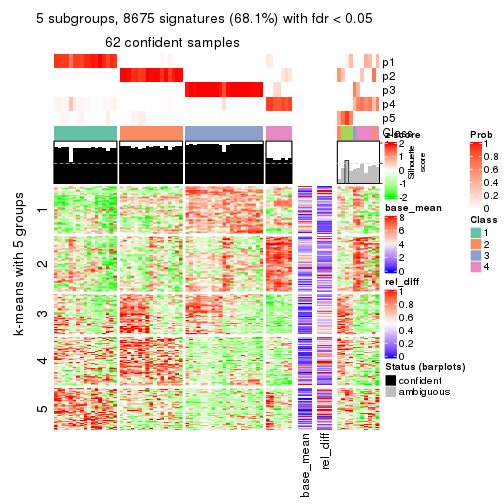 5 subgroups, 8675 signatures (68.1%) with fdr < 0.05
62 confident samples
p1
p2
p3
p4
p5
Class
z-score
2
1
0
-1
-2
Silhouette
score
base_mean
8
6
4
2
0
rel_diff
1
0.8
0.6
0.4
0.2
0
Status (barplots)
confident
ambiguous
Prob
1
0.8
0.6
0.4
0.2
0
Class
1
2
3
4
k-means with 5 groups
1
2
3
4
5
base_mean
rel_diff